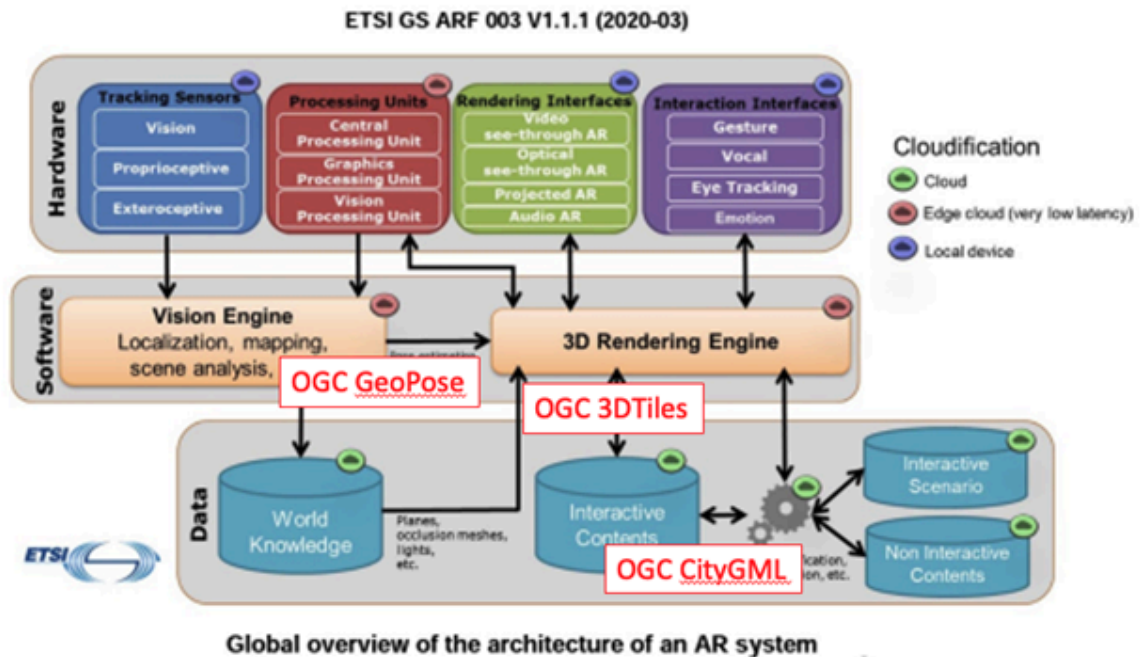 ETSI GS ARF 003 V1.1.1 (2020-03)
Hardware
Tracking Sensors
Vision
Proprioceptive
Exteroceptive
Processing Units
Central
Processing Unit
Graphics
Processing Unit
Vision
Processing Unit
Rendering Interfaces
Video
see-through AR
Optical
see-through AR
Projected AR
Audio AR
Interaction Interfaces
Gesture
Vocal
Eye Tracking
Emotion
Cloudification
Cloud
Edge cloud (very low latency)
Local device
Software
Vision Engine
Localization, mapping,
scene analysis,
3D Rendering Engine
OGC GeoPose
OGC 3DTiles
Data
World
Knowledge
Planes,
occlusion meshes,
lights,
etc.
Interactive
Contents
OGC CityGML
etc.
Interactive
Scenario
Non Interactive
Contents
ETSI
Global overview of the architecture of an AR system